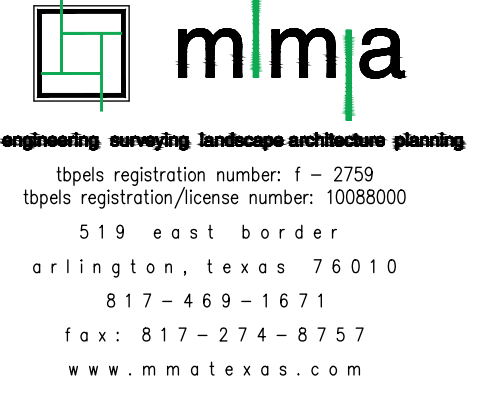 mma
engineering surveying landscape architecture planning
tbpels registration number: f - 2759
tbpels registration/license number: 10088000
519 east border
arlington, texas 76010
817-469-1671
fax: 817-274-8757
www.mmatexas.com